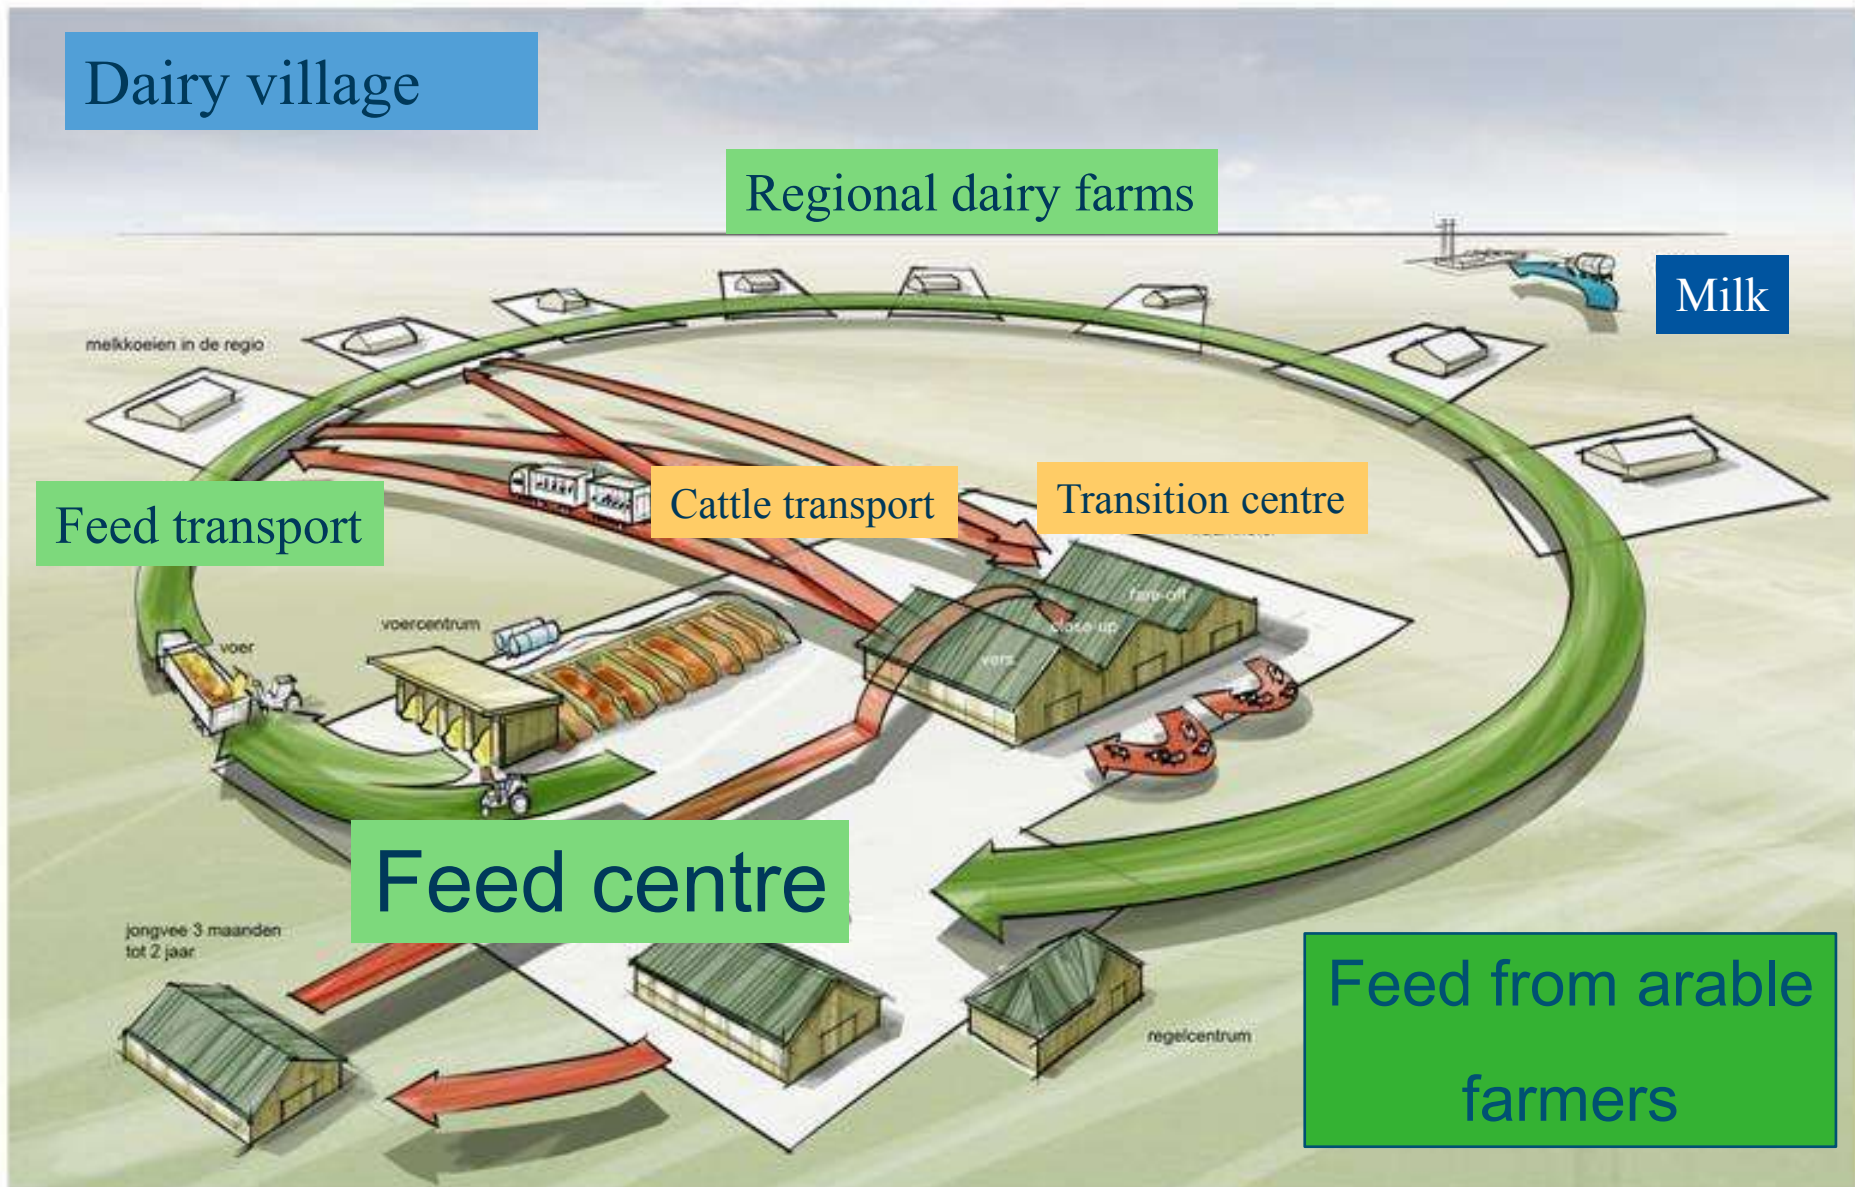 Dairy village
Regional dairy farms
Milk
melkkoeien in de regio
Cattle transport
Transition centre
Feed transport
fare-off
close-up
vers
voercentrum
voer
Feed centre
jongvee 3 maanden
tot 2 jaar
regelcentrum
Feed from arable
farmers